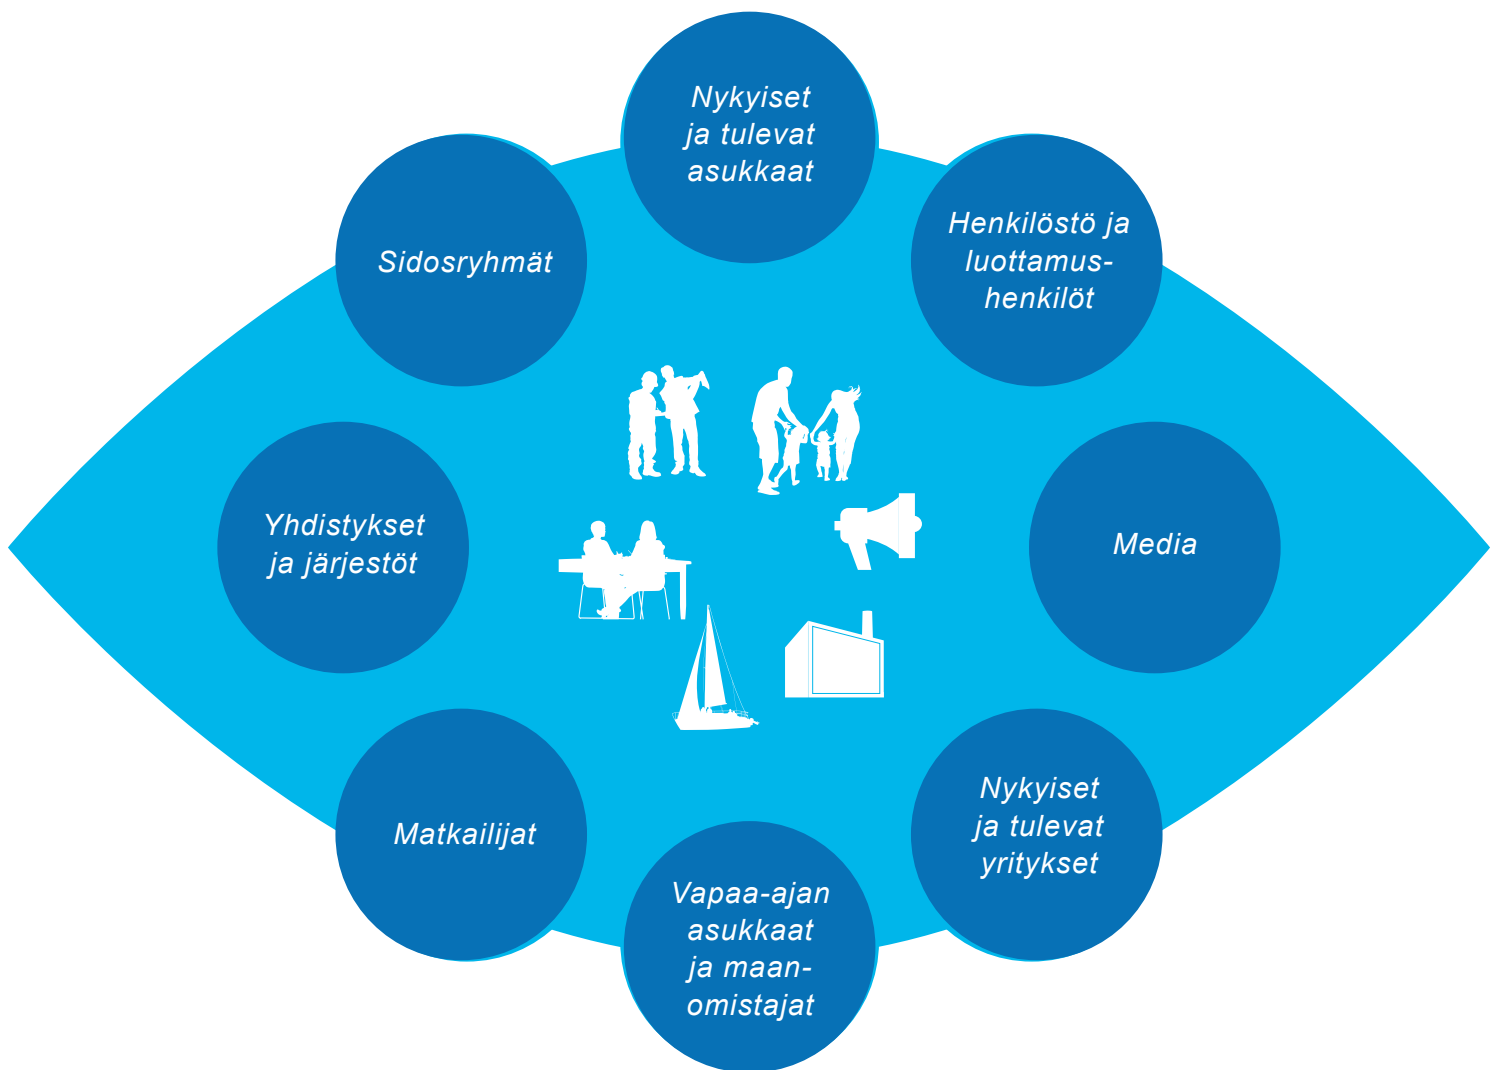 Nykyiset
ja tulevat
asukkaat
Henkilöstö ja
luottamus-
henkilöt
Media
Nykyiset
ja tulevat
yritykset
Vapaa-ajan
asukkaat
ja maan-
omistajat
Matkailijat
Yhdistykset
ja järjestöt
Sidosryhmät